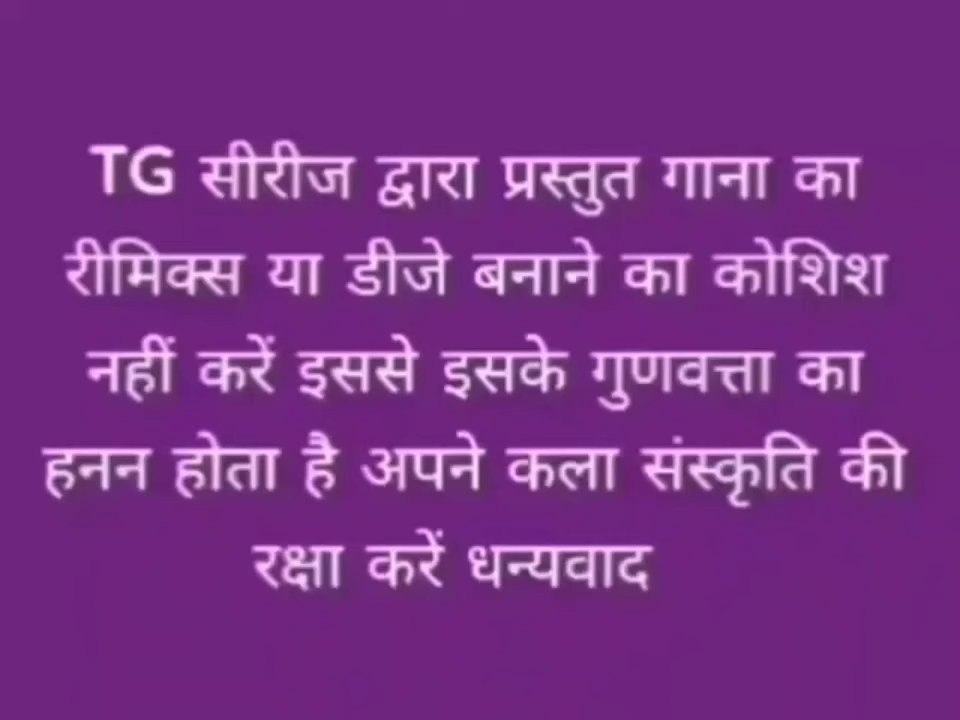 TG सीरीज द्वारा प्रस्तुत गाना का
रीमिक्स या डीजे बनाने का कोशिश
नहीं करें इससे इसके गुणवत्ता का
हनन होता है अपने कला संस्कृति की
रक्षा करें धन्यवाद